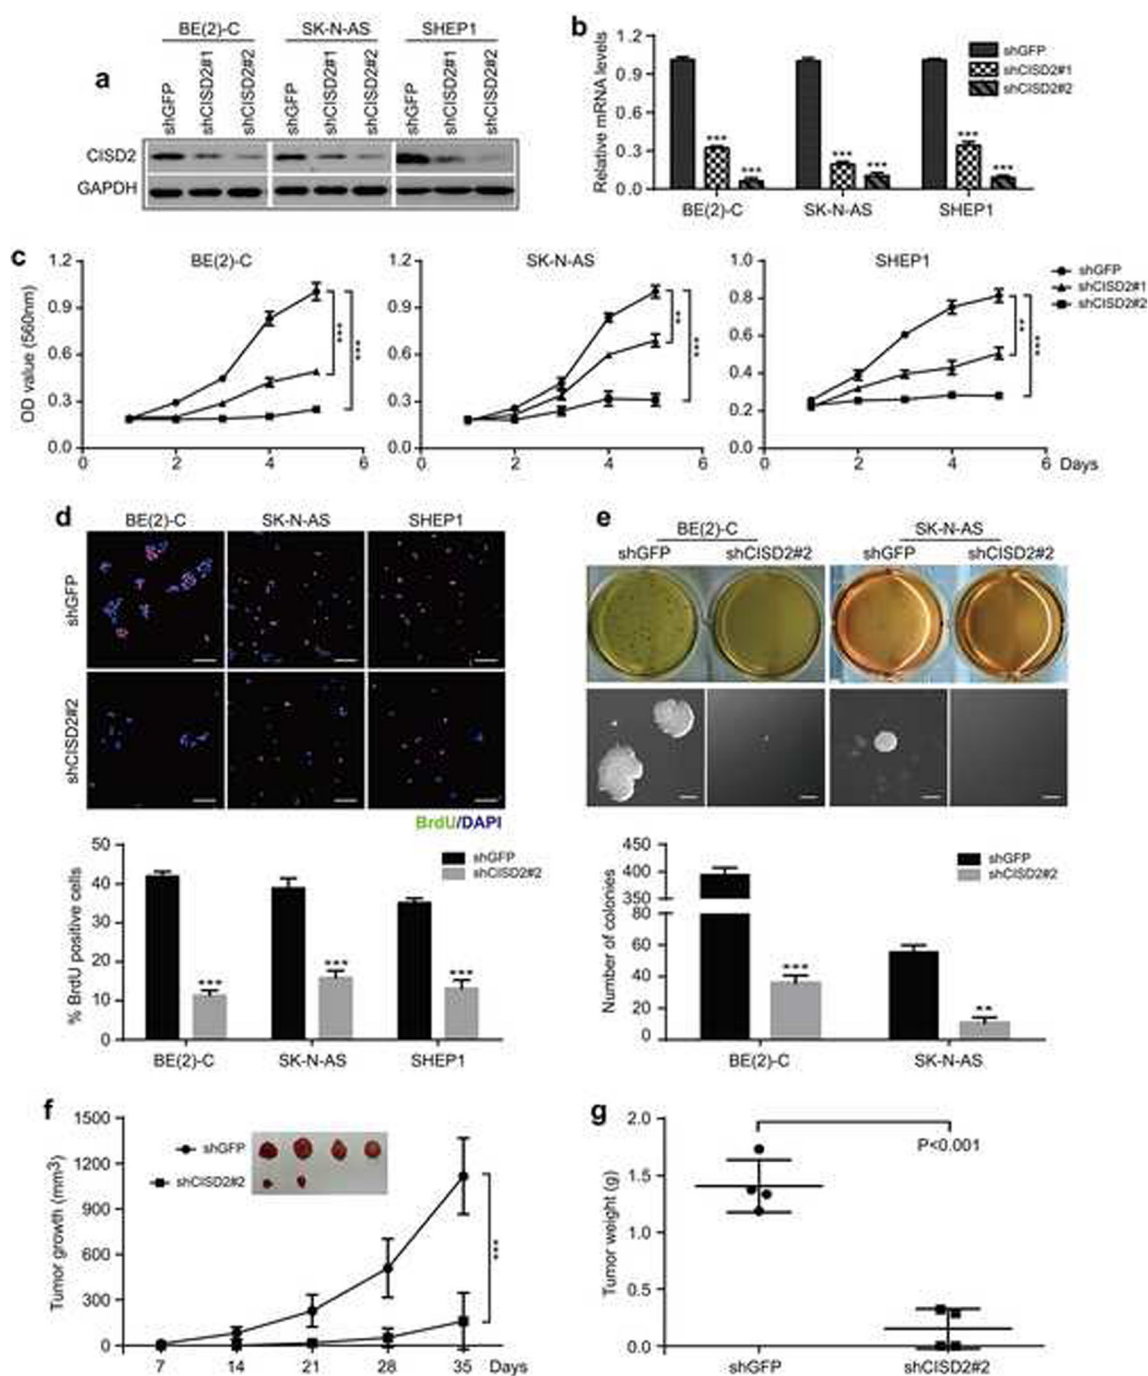 a
BE(2)-C SK-N-AS SHEP1
shGFP shCISD2#1 shCISD2#2 shGFP shCISD2#1 shCISD2#2 shGFP shCISD2#1 shCISD2#2
CISD2
GAPDH
b
Relative mRNA levels
1.2
0.9
0.6
0.3
0.0
shGFP
shCISD2#1
shCISD2#2
*** *** *** *** *** ***
BE(2)-C SK-N-AS SHEP1
c
OD value (560nm)
BE(2)-C
1.2
0.9
0.6
0.3
0.0
0 2 4 6
*** ***
SK-N-AS
1.2
0.9
0.6
0.3
0.0
0 2 4 6
** ***
SHEP1
1.0
0.8
0.6
0.4
0.2
0.0
0 2 4 6 Days
** ***
shGFP
shCISD2#1
shCISD2#2
d
BE(2)-C SK-N-AS SHEP1
shGFP
shCISD2#2
BrdU/DAPI
% BrdU positive cells
50
40
30
20
10
0
shGFP
shCISD2#2
*** *** ***
BE(2)-C SK-N-AS SHEP1
e
BE(2)-C SK-N-AS
shGFP shCISD2#2 shGFP shCISD2#2
Number of colonies
450
400
350
80
60
40
20
0
shGFP
shCISD2#2
*** **
BE(2)-C SK-N-AS
f
Tumor growth (mm3)
1500
1200
900
600
300
0
shGFP
shCISD2#2
***
7 14 21 28 35 Days
g
Tumor weight (g)
2.0
1.5
1.0
0.5
0.0
P<0.001
shGFP shCISD2#2